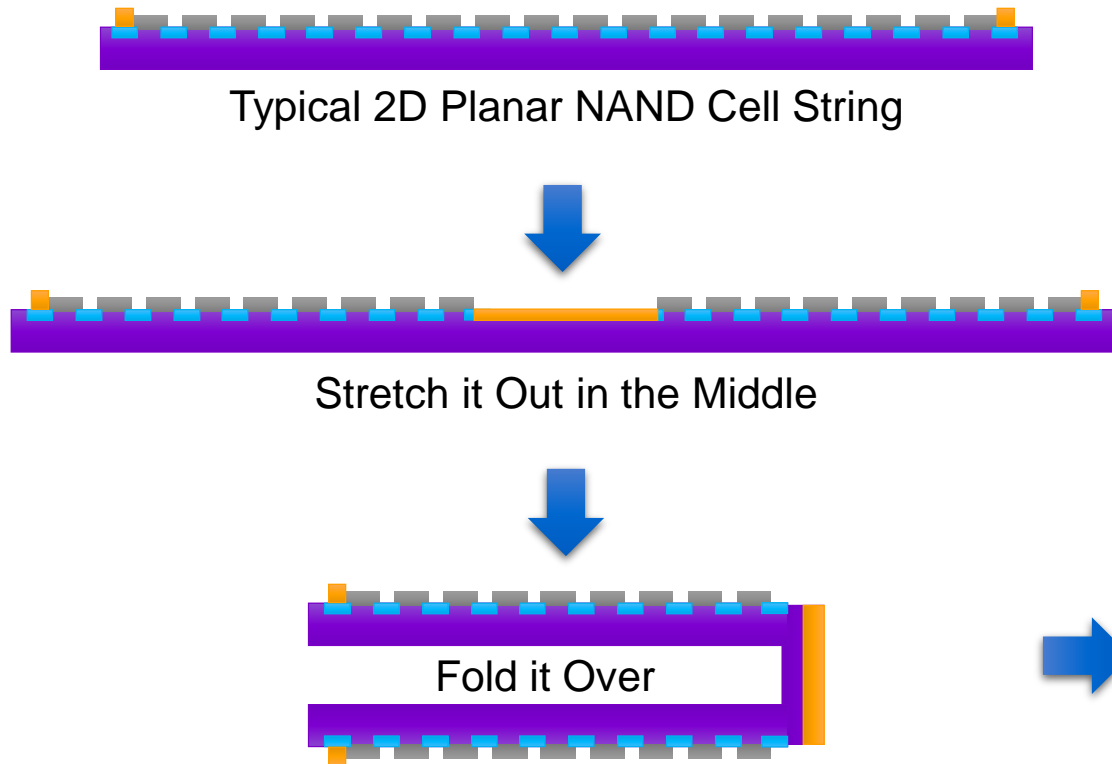 Typical 2D Planar NAND Cell String
Stretch it Out in the Middle
Fold it Over